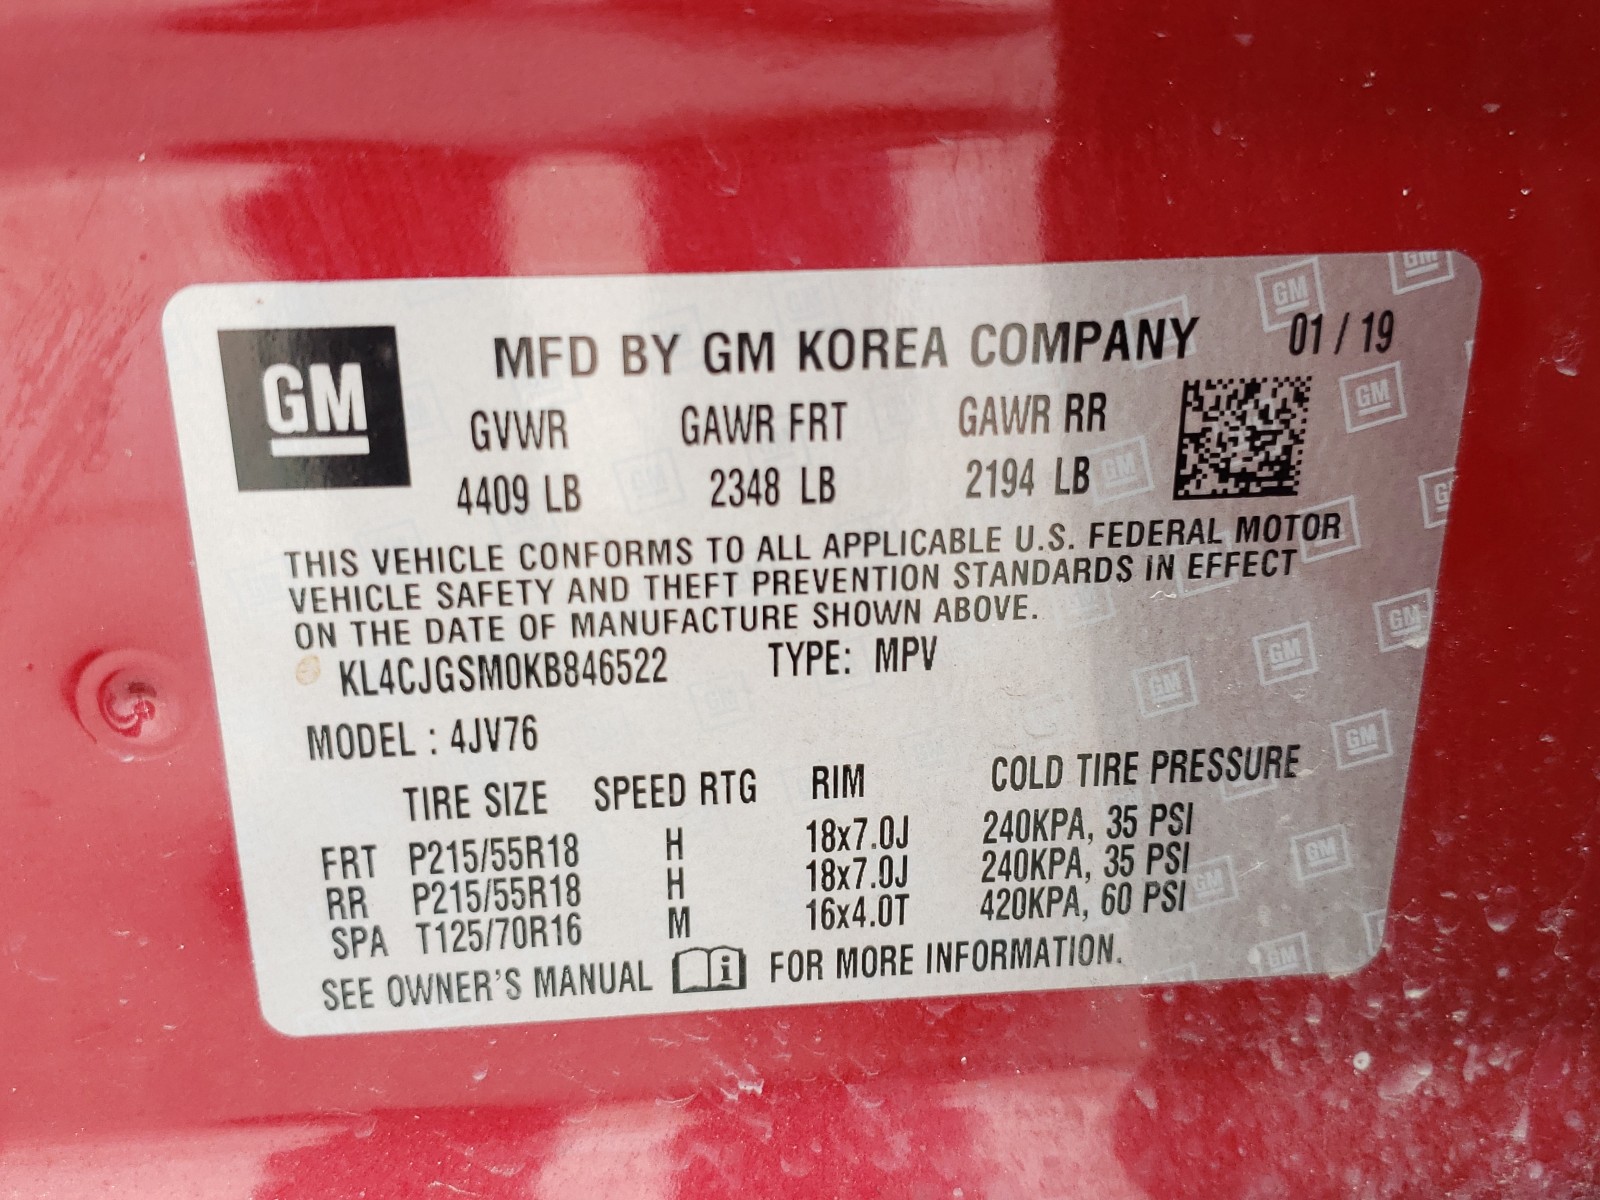 GM
MFD BY GM KOREA COMPANY 01 / 19
GVWR GAWR FRT GAWR RR
4409 LB 2348 LB 2194 LB
THIS VEHICLE CONFORMS TO ALL APPLICABLE U.S. FEDERAL MOTOR
VEHICLE SAFETY AND THEFT PREVENTION STANDARDS IN EFFECT
ON THE DATE OF MANUFACTURE SHOWN ABOVE.
KL4CJGSM0KB846522 TYPE: MPV
MODEL : 4JV76
TIRE SIZE SPEED RTG RIM COLD TIRE PRESSURE
FRT P215/55R18 H 18x7.0J 240KPA, 35 PSI
RR P215/55R18 H 18x7.0J 240KPA, 35 PSI
SPA T125/70R16 M 16x4.0T 420KPA, 60 PSI
SEE OWNER'S MANUAL i FOR MORE INFORMATION.